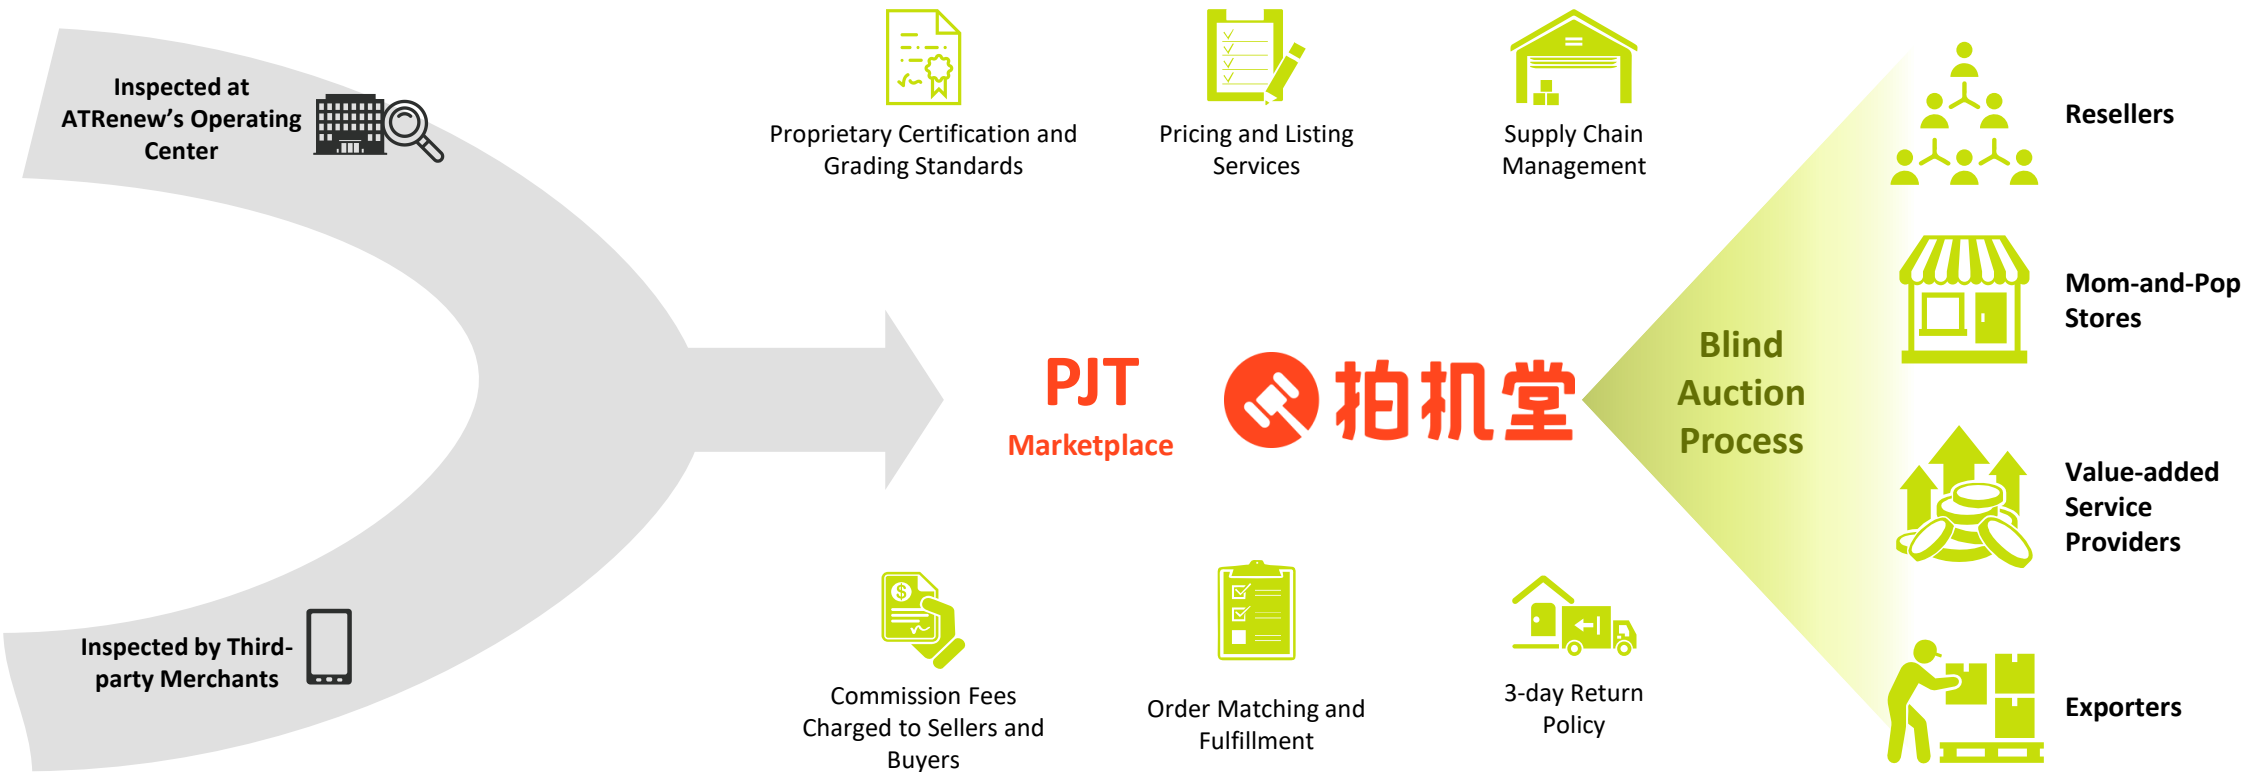 Inspected at
ATRenew’s Operating
Center
Inspected by Third-
party Merchants
Proprietary Certification and
Grading Standards
Pricing and Listing
Services
Supply Chain
Management
PJT
Marketplace
拍机堂
Commission Fees
Charged to Sellers and
Buyers
Order Matching and
Fulfillment
3-day Return
Policy
Blind
Auction
Process
Resellers
Mom-and-Pop
Stores
Value-added
Service
Providers
Exporters